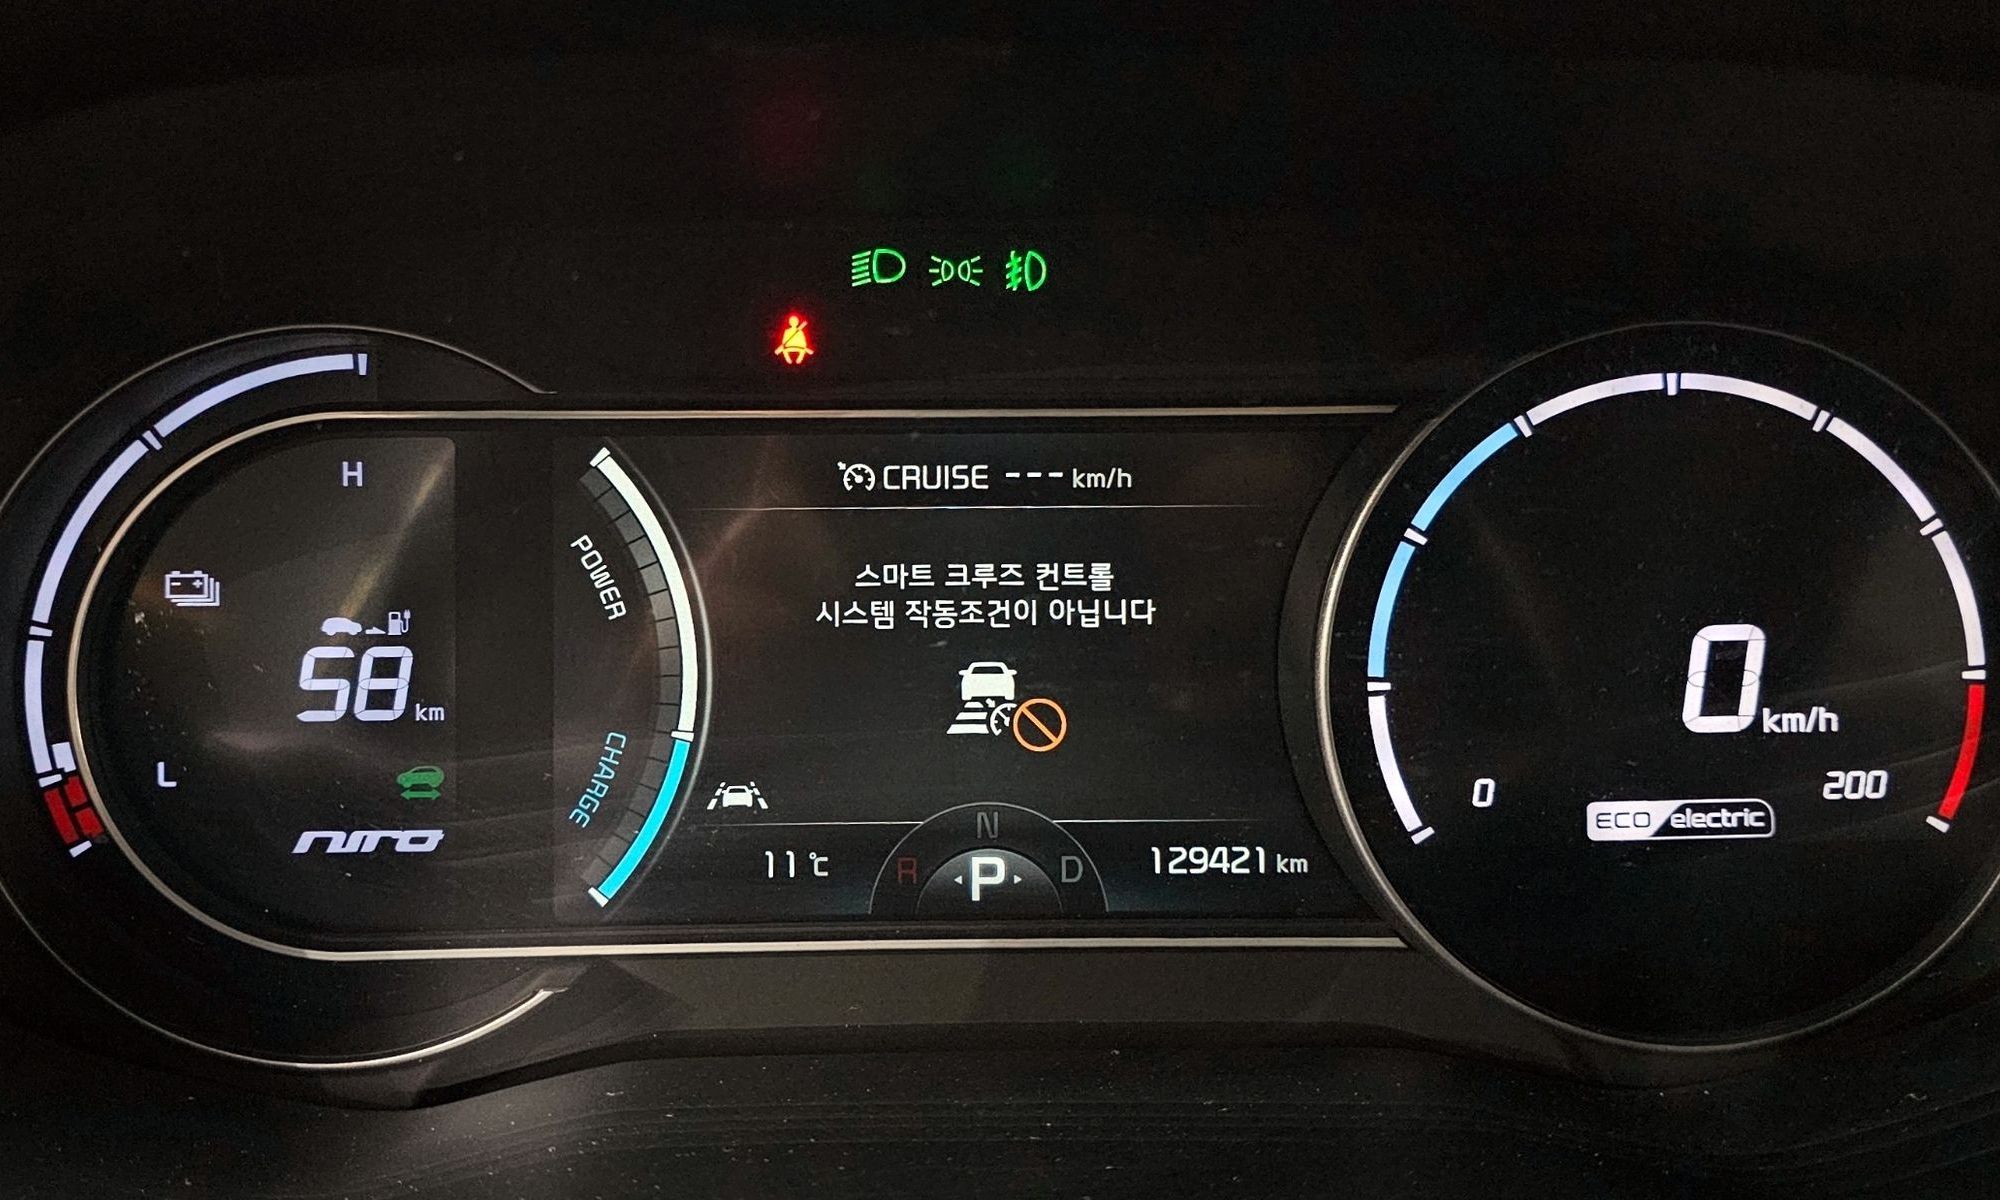 CRUISE --- km/h
H
POWER
스마트 크루즈 컨트롤
시스템 작동조건이 아닙니다
58 km
0 km/h
L
CHARGE
0
200
NIRO
ECO electric
N
11 ℃
R
P
D
129421 km